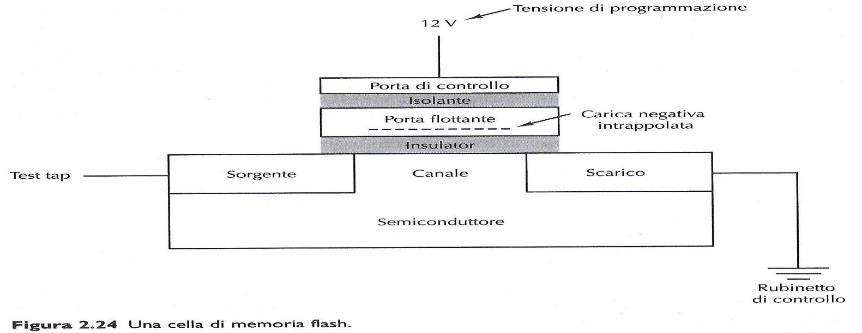 Tensione di programmazione
12 V
Porta di controllo
Isolante
Porta flottante
Carica negativa
intrappolata
Insulator
Test tap
Sorgente
Canale
Scarico
Semiconduttore
Rubinetto
di controllo
Figura 2.24 Una cella di memoria flash.